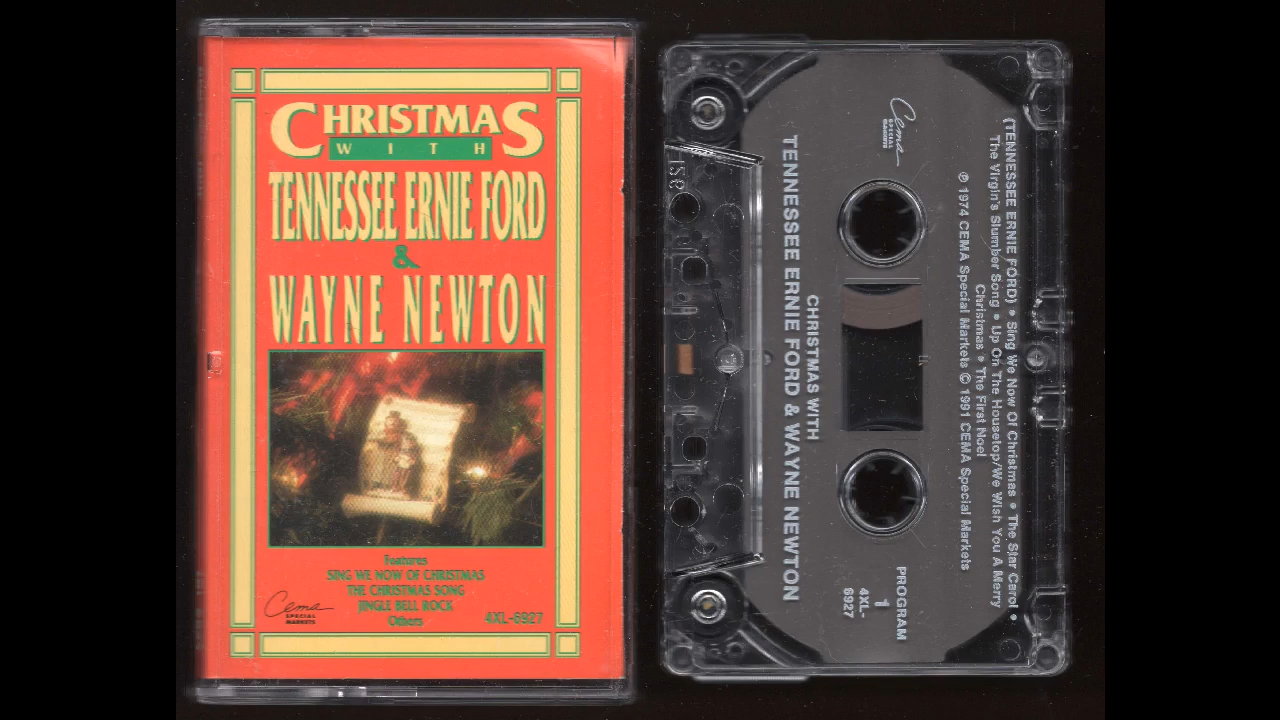 CHRISTMAS
WITH
TENNESSEE ERNIE FORD
&
WAYNE NEWTON
Features
SING WE NOW OF CHRISTMAS
THE CHRISTMAS SONG
JINGLE BELL ROCK
Others
Cema
SPECIAL
MARKETS
4XL-6927
Cema
SPECIAL
MARKETS
(TENNESSEE ERNIE FORD) • Sing We Now Of Christmas • The Star Carol •
The Virgin's Slumber Song • Up On The Housetop/We Wish You A Merry
Christmas • The First Noel
℗ 1974 CEMA Special Markets © 1991 CEMA Special Markets
CHRISTMAS WITH
TENNESSEE ERNIE FORD & WAYNE NEWTON
PROGRAM
1
4XL-
6927